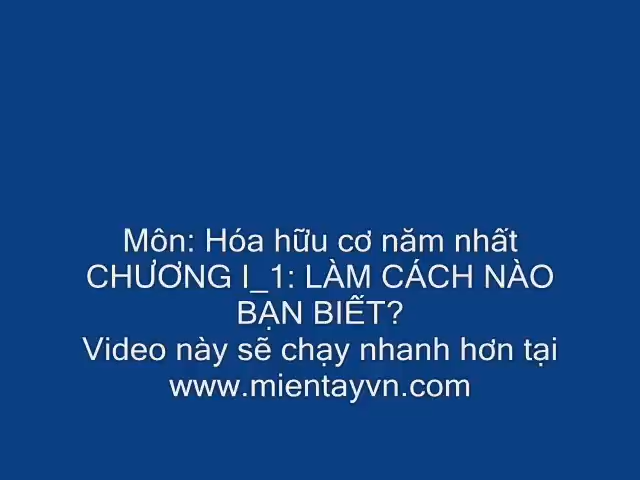 Môn: Hóa hữu cơ năm nhất
CHƯƠNG I_1: LÀM CÁCH NÀO
BẠN BIẾT?
Video này sẽ chạy nhanh hơn tại
www.mientayvn.com